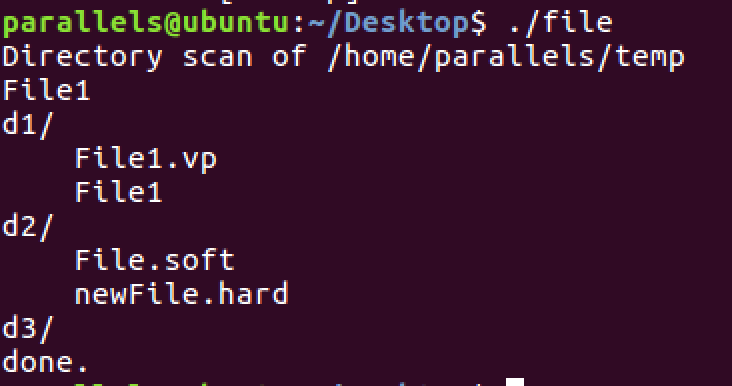 parallels@ubuntu:~/Desktop$ ./file
Directory scan of /home/parallels/temp
File1
d1/
    File1.vp
    File1
d2/
    File.soft
    newFile.hard
d3/
done.